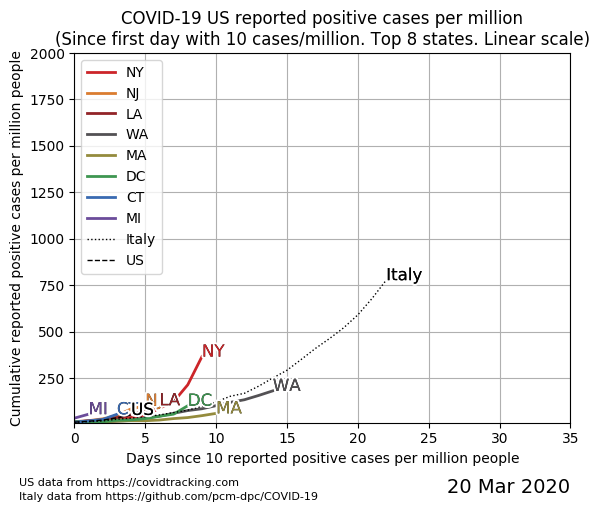 COVID-19 US reported positive cases per million
(Since first day with 10 cases/million. Top 8 states. Linear scale)
Cumulative reported positive cases per million people
2000
1750
1500
1250
1000
750
500
250
NY
NJ
LA
WA
MA
DC
CT
MI
Italy
US
Italy
NY
WA
DC
MA
LA
MI
US
0
5
10
15
20
25
30
35
Days since 10 reported positive cases per million people
US data from https://covidtracking.com
Italy data from https://github.com/pcm-dpc/COVID-19
20 Mar 2020